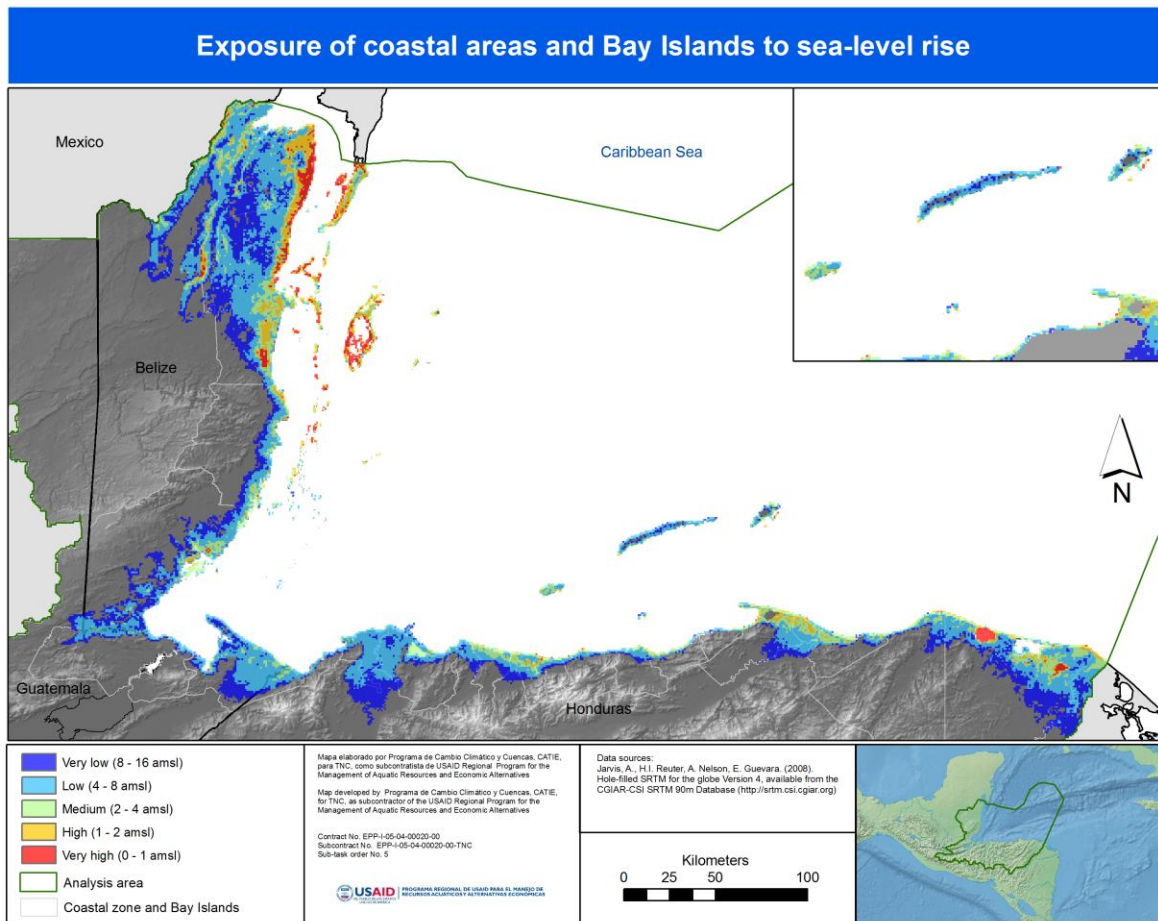 Exposure of coastal areas and Bay Islands to sea-level rise
Mexico
Caribbean Sea
Belize
N
Guatemala
Honduras
Very low (8 - 16 amsl)
Low (4 - 8 amsl)
Medium (2 - 4 amsl)
High (1 - 2 amsl)
Very high (0 - 1 amsl)
Analysis area
Coastal zone and Bay Islands
Mapa elaborado por Programa de Cambio Climático y Cuencas, CATIE,
para TNC, como subcontratista de USAID Regional Program for the
Management of Aquatic Resources and Economic Alternatives
Map developed by Programa de Cambio Climático y Cuencas, CATIE,
for TNC, as subcontractor of the USAID Regional Program for the
Management of Aquatic Resources and Economic Alternatives
Contract No. EPP-I-05-04-00020-00
Subcontract No. EPP-I-05-04-00020-00-TNC
Sub-task order No. 5
USAID
PROGRAMA REGIONAL DE USAID PARA EL MANEJO DE
RECURSOS ACUÁTICOS Y ALTERNATIVAS ECONÓMICAS
Data sources:
Jarvis, A., H.I. Reuter, A. Nelson, E. Guevara. (2008).
Hole-filled SRTM for the globe Version 4, available from the
CGIAR-CSI SRTM 90m Database (http://srtm.csi.cgiar.org)
Kilometers
0 12.5 25 50 100